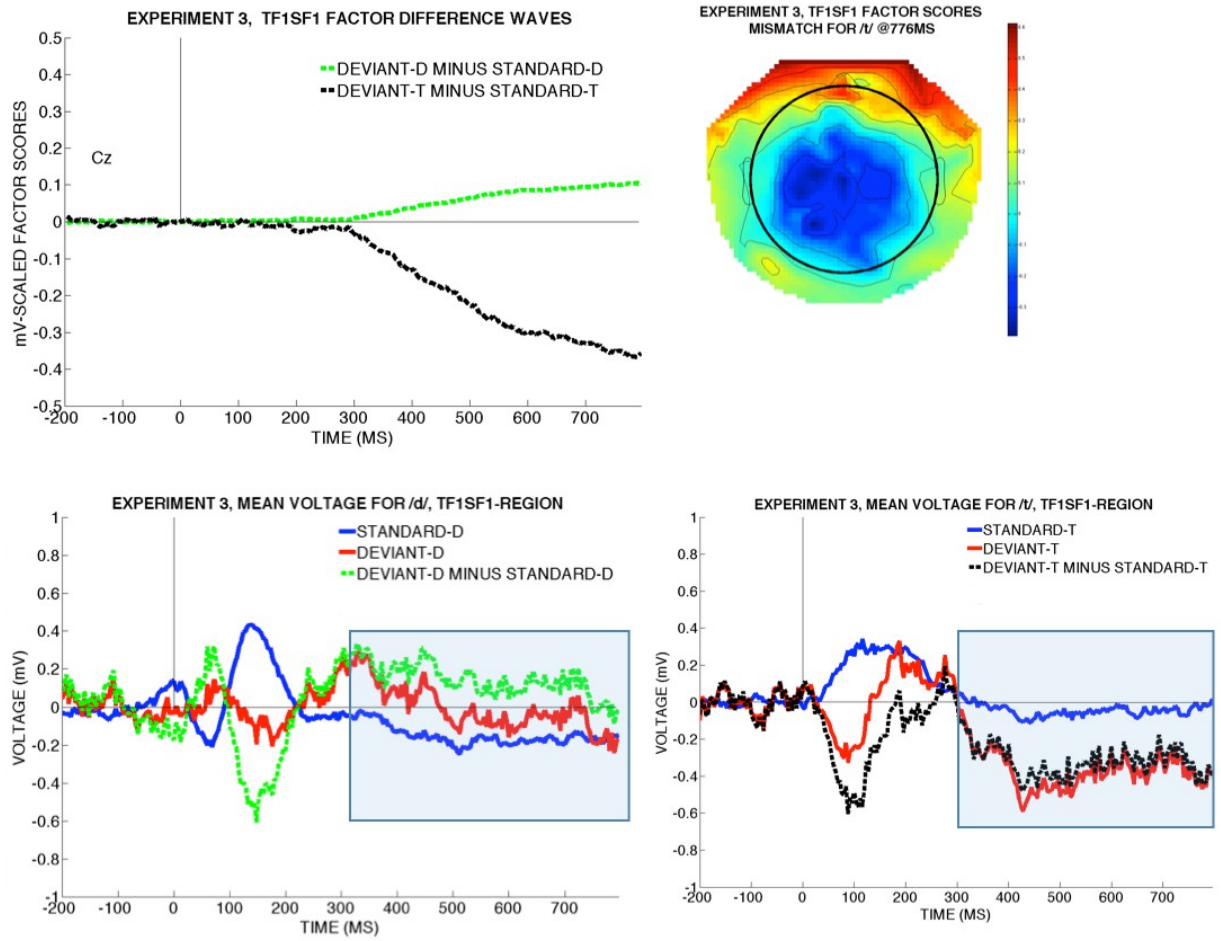 EXPERIMENT 3, TF1SF1 FACTOR DIFFERENCE WAVES
0.5
0.4
0.3
0.2
0.1
0
-0.1
-0.2
-0.3
-0.4
-0.5
mV-SCALED FACTOR SCORES
DEVIANT-D MINUS STANDARD-D
DEVIANT-T MINUS STANDARD-T
Cz
-200 -100 0 100 200 300 400 500 600 700
TIME (MS)
EXPERIMENT 3, TF1SF1 FACTOR SCORES
MISMATCH FOR /t/ @776MS
EXPERIMENT 3, MEAN VOLTAGE FOR /d/, TF1SF1-REGION
1
0.8
0.6
0.4
0.2
0
-0.2
-0.4
-0.6
-0.8
-1
VOLTAGE (mV)
STANDARD-D
DEVIANT-D
DEVIANT-D MINUS STANDARD-D
-200 -100 0 100 200 300 400 500 600 700
TIME (MS)
EXPERIMENT 3, MEAN VOLTAGE FOR /t/, TF1SF1-REGION
1
0.8
0.6
0.4
0.2
0
-0.2
-0.4
-0.6
-0.8
-1
VOLTAGE (mV)
STANDARD-T
DEVIANT-T
DEVIANT-T MINUS STANDARD-T
-200 -100 0 100 200 300 400 500 600 700
TIME (MS)